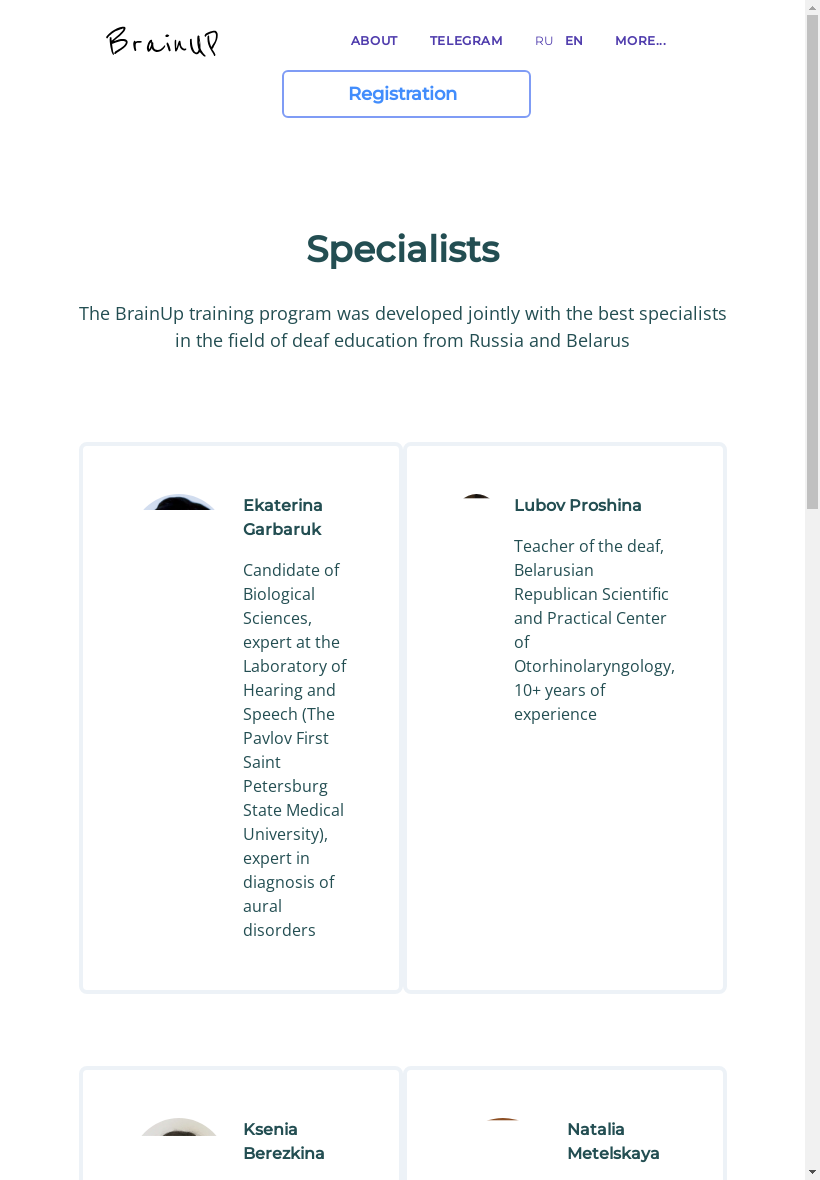 BrainUP
ABOUT TELEGRAM RU EN MORE...
Registration
Specialists
The BrainUp training program was developed jointly with the best specialists
in the field of deaf education from Russia and Belarus
Ekaterina
Garbaruk
Candidate of
Biological
Sciences,
expert at the
Laboratory of
Hearing and
Speech (The
Pavlov First
Saint
Petersburg
State Medical
University),
expert in
diagnosis of
aural
disorders
Lubov Proshina
Teacher of the deaf,
Belarusian
Republican Scientific
and Practical Center
of
Otorhinolaryngology,
10+ years of
experience
Ksenia
Berezkina
Natalia
Metelskaya